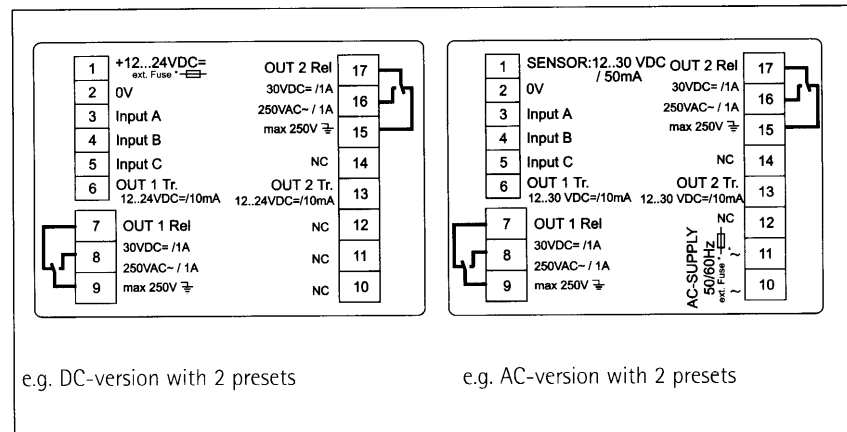 1 +12...24VDC=
ext. Fuse *
2 0V
3 Input A
4 Input B
5 Input C
6 OUT 1 Tr.
12..24VDC=/10mA
7 OUT 1 Rel
8 30VDC= /1A
250VAC~ / 1A
9 max 250V
OUT 2 Rel 17
30VDC= /1A
16
250VAC~ / 1A
max 250V 15
NC 14
OUT 2 Tr. 13
12..24VDC=/10mA
NC 12
NC 11
NC 10
e.g. DC-version with 2 presets
1 SENSOR:12..30 VDC
/ 50mA
2 0V
3 Input A
4 Input B
5 Input C
6 OUT 1 Tr.
12..30 VDC=/10mA
7 OUT 1 Rel
8 30VDC= /1A
250VAC~ / 1A
9 max 250V
OUT 2 Rel 17
30VDC= /1A
16
250VAC~ / 1A
max 250V 15
NC 14
OUT 2 Tr. 13
12..30 VDC=/10mA
NC 12
AC-SUPPLY
50/60Hz
ext. Fuse *
~ 11
~ 10
e.g. AC-version with 2 presets